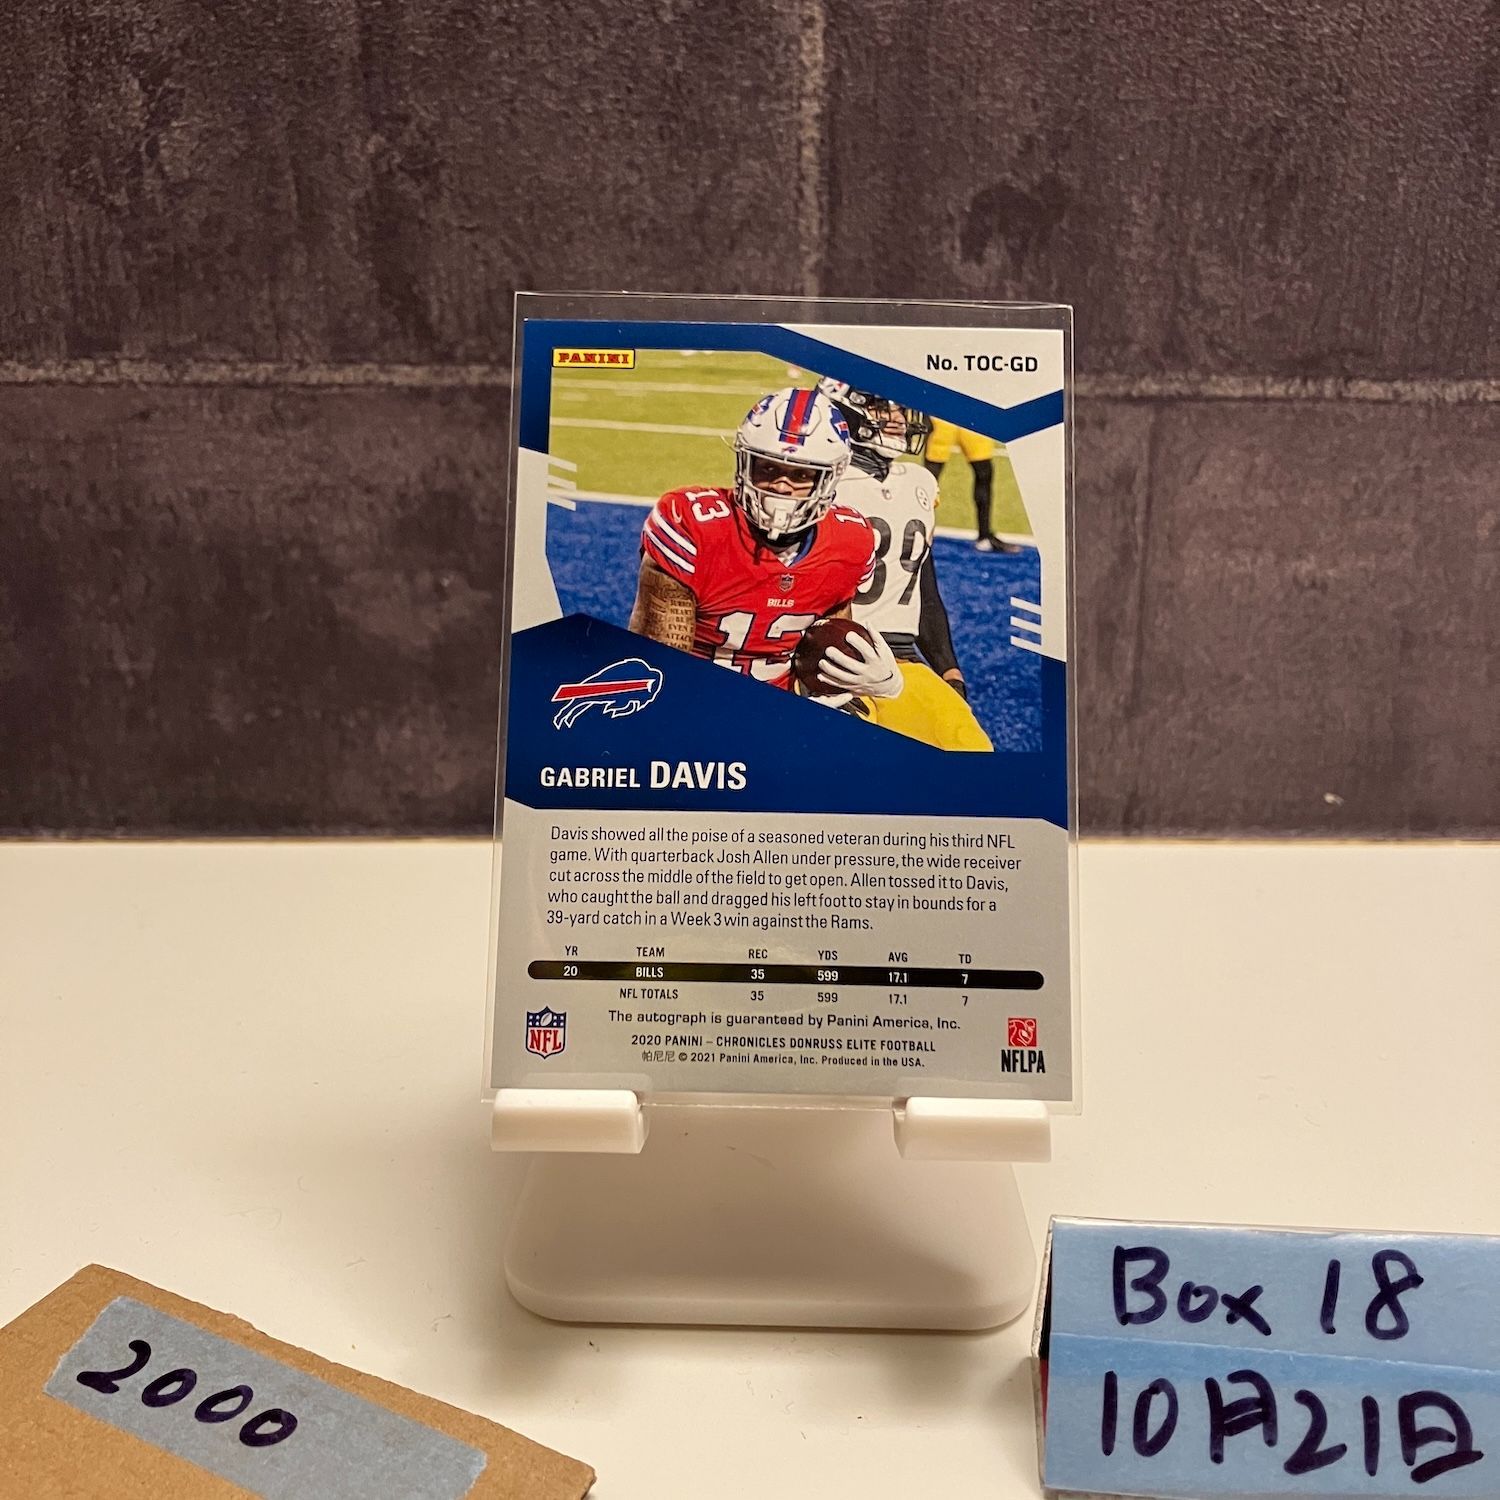 PANINI
No. TOC-GD
13
13
BILLS
39
GABRIEL DAVIS
Davis showed all the poise of a seasoned veteran during his third NFL
game. With quarterback Josh Allen under pressure, the wide receiver
cut across the middle of the field to get open. Allen tossed it to Davis,
who caught the ball and dragged his left foot to stay in bounds for a
39-yard catch in a Week 3 win against the Rams.
YR TEAM REC YDS AVG TD
20 BILLS 35 599 17.1 7
NFL TOTALS 35 599 17.1 7
The autograph is guaranteed by Panini America, Inc.
2020 PANINI – CHRONICLES DONRUSS ELITE FOOTBALL
帕尼尼 © 2021 Panini America, Inc. Produced in the USA.
NFL
NFLPA
2000
Box 18
10月21日